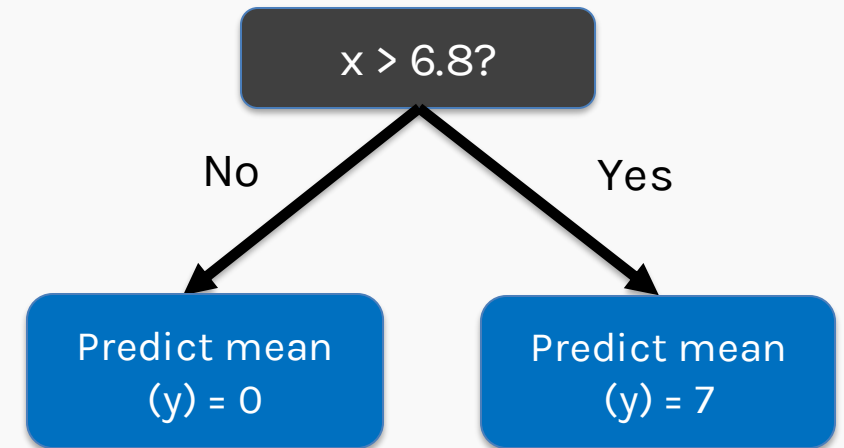 x > 6.8?
No
Yes
Predict mean
(y) = 0
Predict mean
(y) = 7